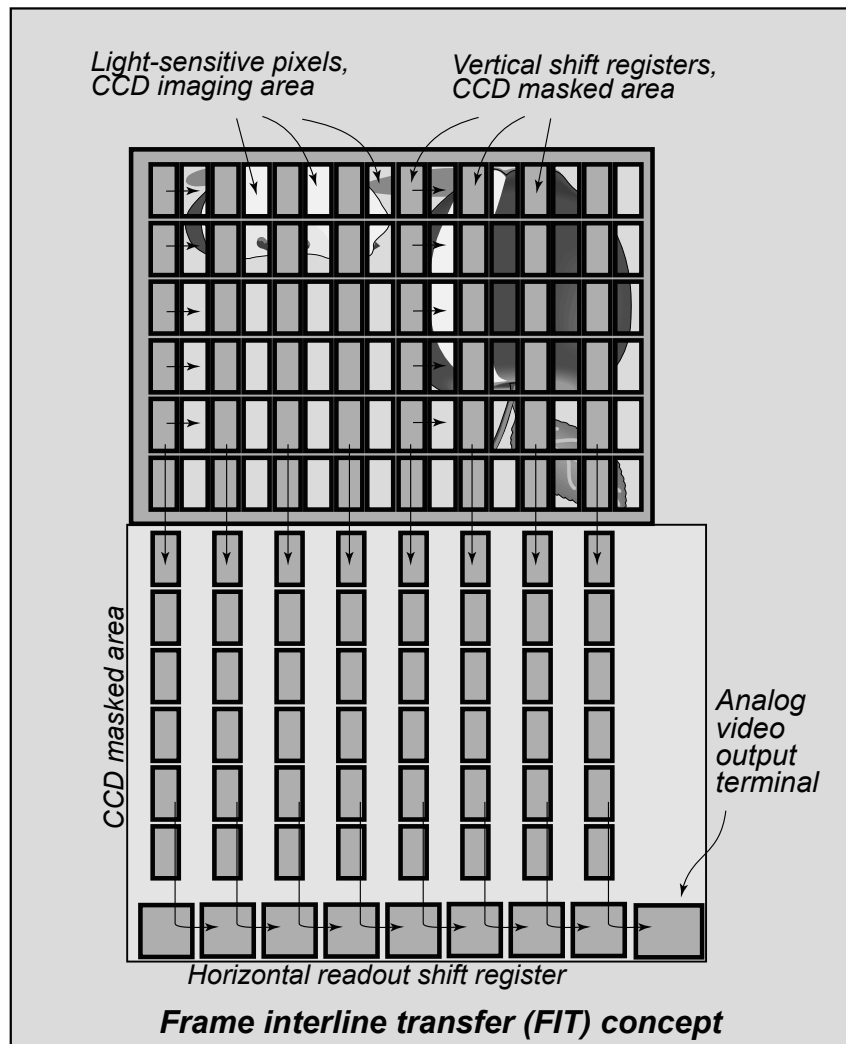 Light-sensitive pixels,
CCD imaging area
Vertical shift registers,
CCD masked area
CCD masked area
Analog
video
output
terminal
Horizontal readout shift register
Frame interline transfer (FIT) concept